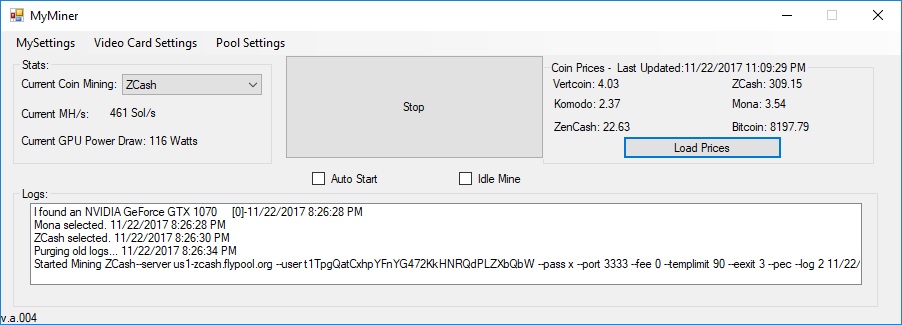 MyMiner
MySettings Video Card Settings Pool Settings
Stats:
Current Coin Mining: ZCash
Current MH/s: 461 Sol/s
Current GPU Power Draw: 116 Watts
Stop
Auto Start
Idle Mine
Coin Prices - Last Updated:11/22/2017 11:09:29 PM
Vertcoin: 4.03 ZCash: 309.15
Komodo: 2.37 Mona: 3.54
ZenCash: 22.63 Bitcoin: 8197.79
Load Prices
Logs:
I found an NVIDIA GeForce GTX 1070 [0]-11/22/2017 8:26:28 PM
Mona selected. 11/22/2017 8:26:28 PM
ZCash selected. 11/22/2017 8:26:30 PM
Purging old logs... 11/22/2017 8:26:34 PM
Started Mining ZCash--server us1-zcash.flypool.org --user t1TpgQatCxhpYFnYG472KkHNRQdPLZXbQbW --pass x --port 3333 --fee 0 --templimit 90 --eexit 3 --pec --log 2 11/22/
v.a.004